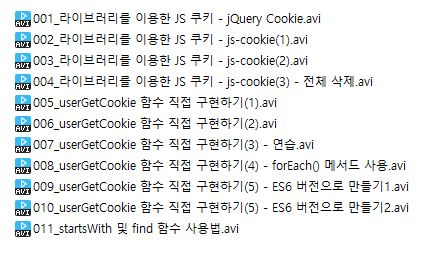 001_라이브러리를 이용한 JS 쿠키 - jQuery Cookie.avi
002_라이브러리를 이용한 JS 쿠키 - js-cookie(1).avi
003_라이브러리를 이용한 JS 쿠키 - js-cookie(2).avi
004_라이브러리를 이용한 JS 쿠키 - js-cookie(3) - 전체 삭제.avi
005_userGetCookie 함수 직접 구현하기(1).avi
006_userGetCookie 함수 직접 구현하기(2).avi
007_userGetCookie 함수 직접 구현하기(3) - 연습.avi
008_userGetCookie 함수 직접 구현하기(4) - forEach() 메서드 사용.avi
009_userGetCookie 함수 직접 구현하기(5) - ES6 버전으로 만들기1.avi
010_userGetCookie 함수 직접 구현하기(5) - ES6 버전으로 만들기2.avi
011_startsWith 및 find 함수 사용법.avi